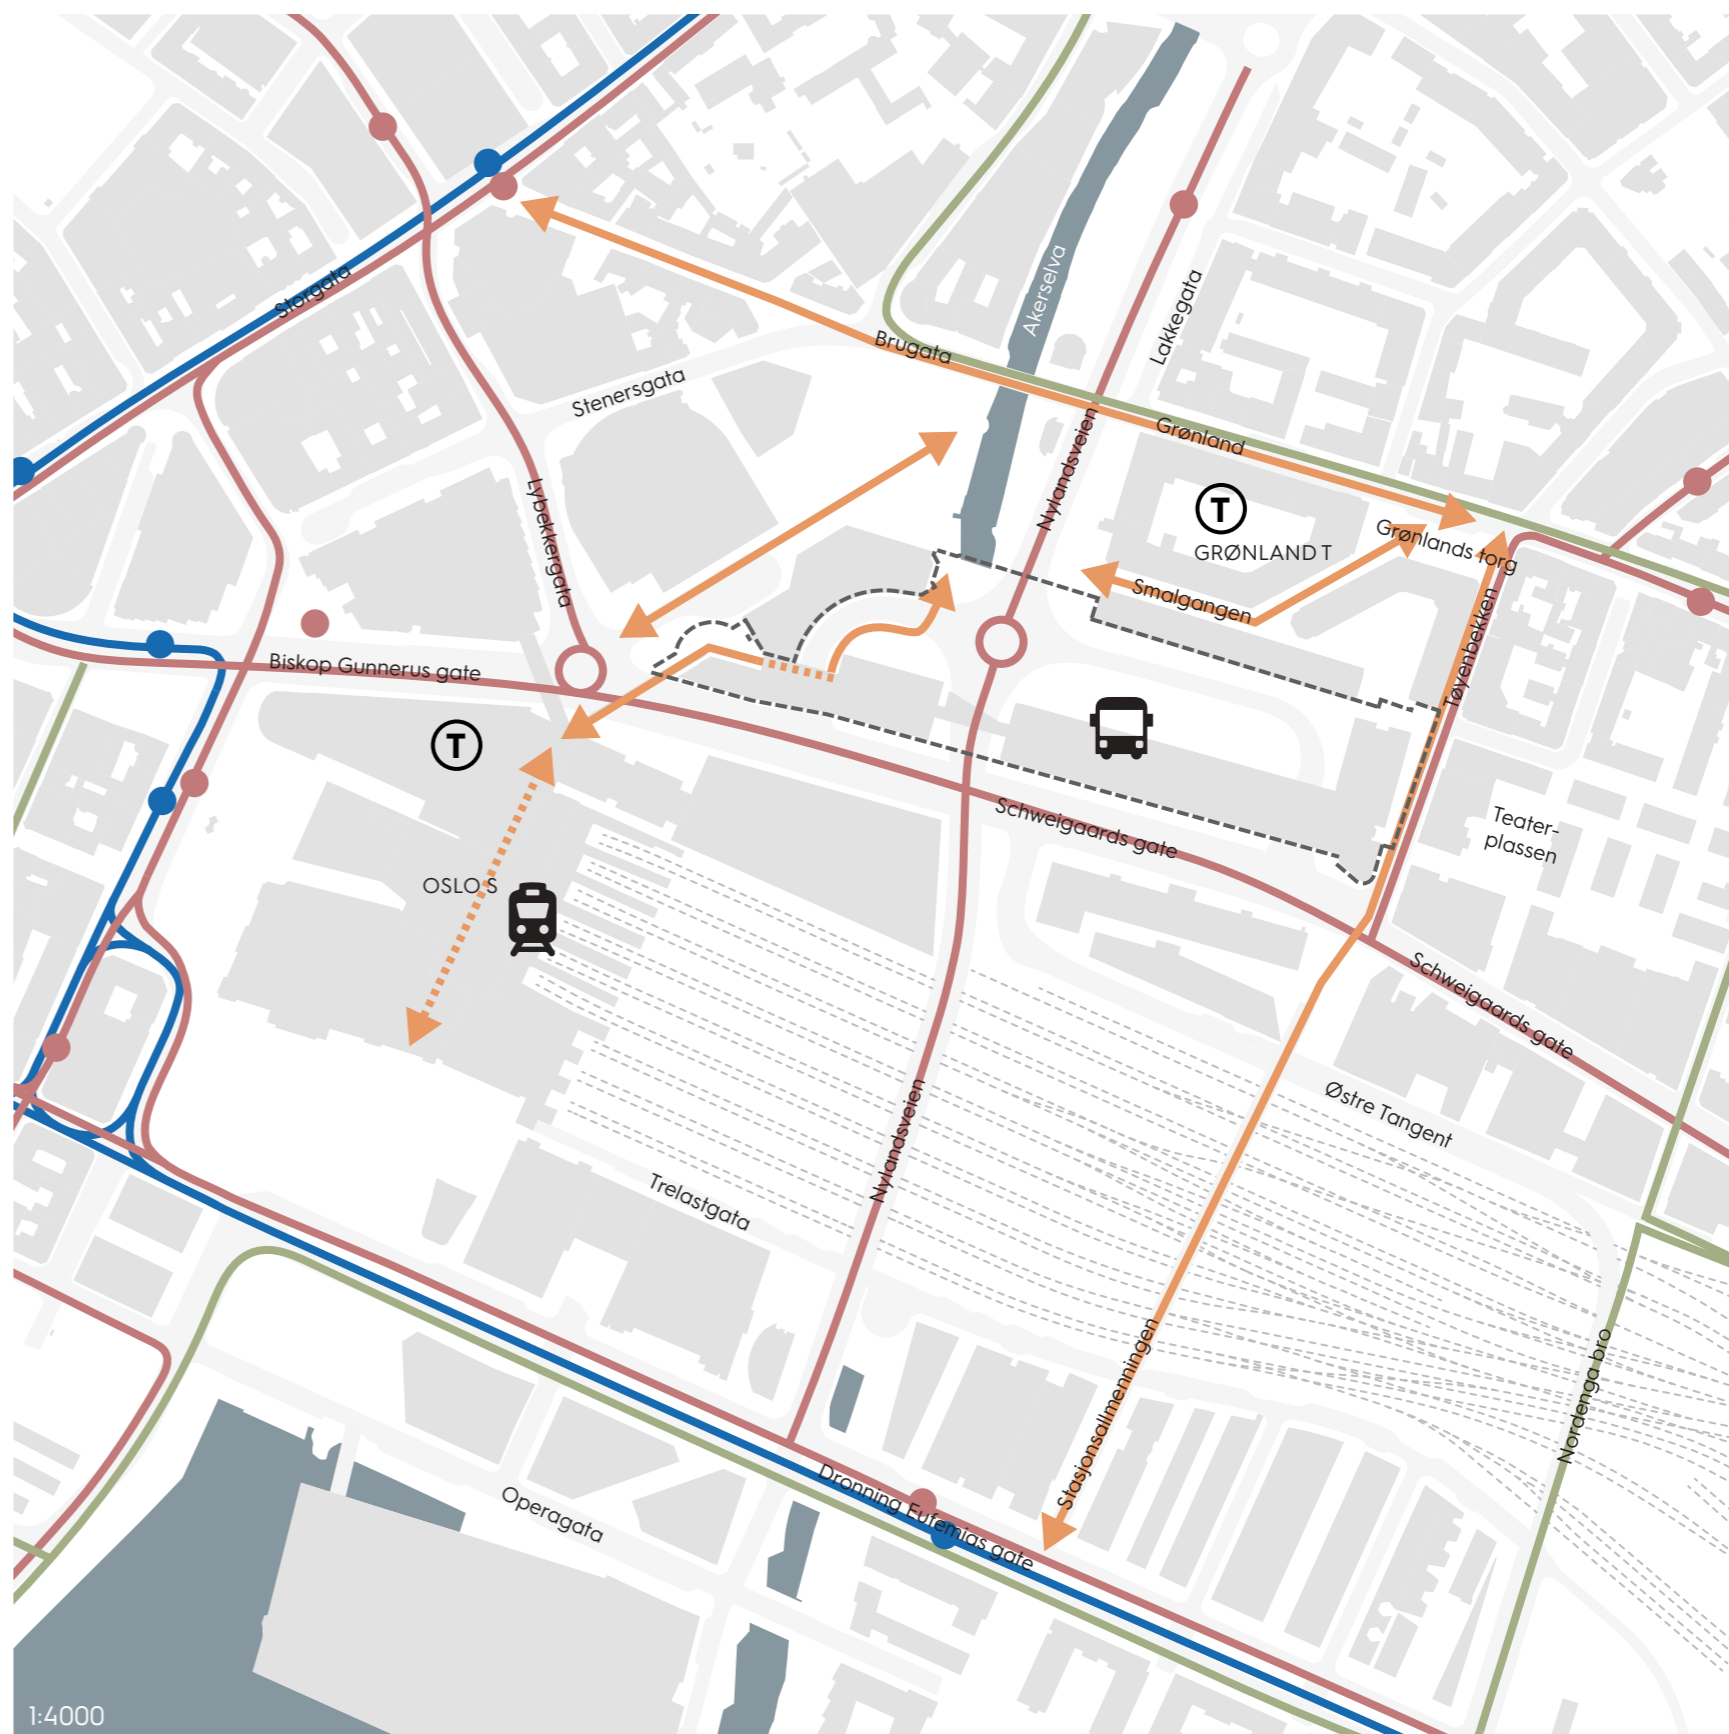 Storgata
Akerselva
Lakkegata
Brugata
Stenersgata
Grønland
Nylandsveien
Lybekkergata
T
GRØNLAND T
Grønlands torg
Smalgangen
Tøyenbekken
Biskop Gunnerus gate
T
Schweigaards gate
Teater-
plassen
OSLO S
Schweigaards gate
Østre Tangent
Nylandsveien
Trelastgata
Stasjonsallmenningen
Nordenga bro
Dronning Eufemias gate
Operagata
1:4000